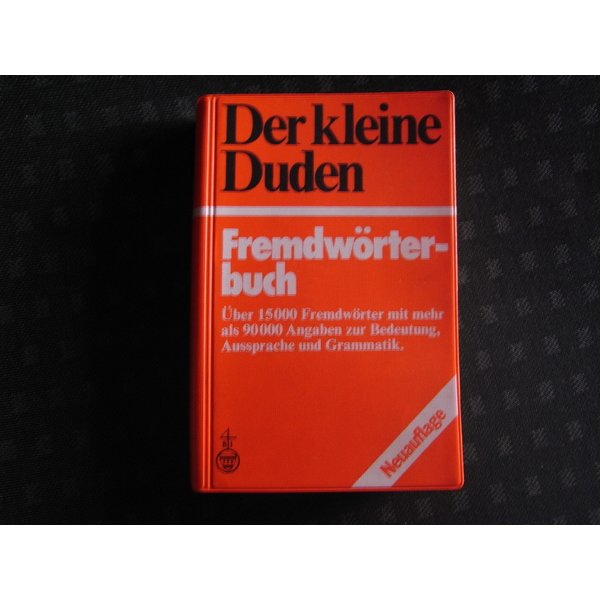 Der kleine
Duden
Fremdwörter-
buch
Über 15000 Fremdwörter mit mehr
als 90000 Angaben zur Bedeutung,
Aussprache und Grammatik.
Neuauflage